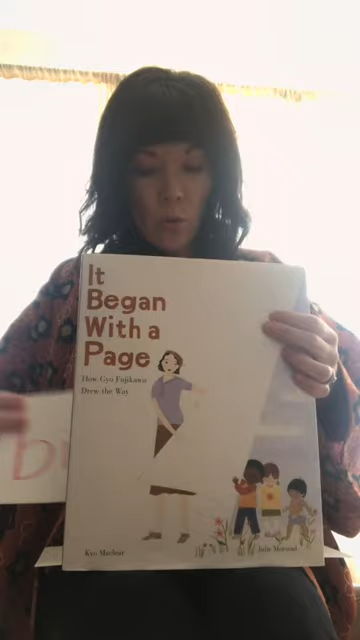 It
Began
With a
Page
How Gyo Fujikawa
Drew the Way
Kyo Maclear
Julie Morstad